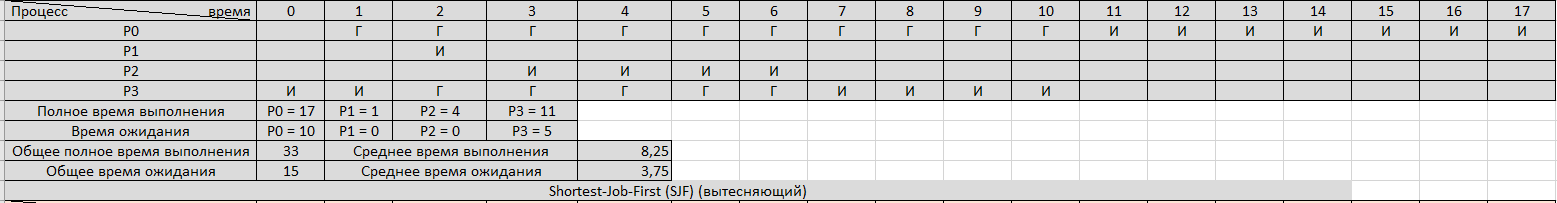 Процесс время 0 1 2 3 4 5 6 7 8 9 10 11 12 13 14 15 16 17
P0 Г Г Г Г Г Г Г Г Г Г И И И И И И И
P1 И
P2 И И И И
P3 И И Г Г Г Г Г И И И И
Полное время выполнения P0 = 17 P1 = 1 P2 = 4 P3 = 11
Время ожидания P0 = 10 P1 = 0 P2 = 0 P3 = 5
Общее полное время выполнения 33 Среднее время выполнения 8,25
Общее время ожидания 15 Среднее время ожидания 3,75
Shortest-Job-First (SJF) (вытесняющий)